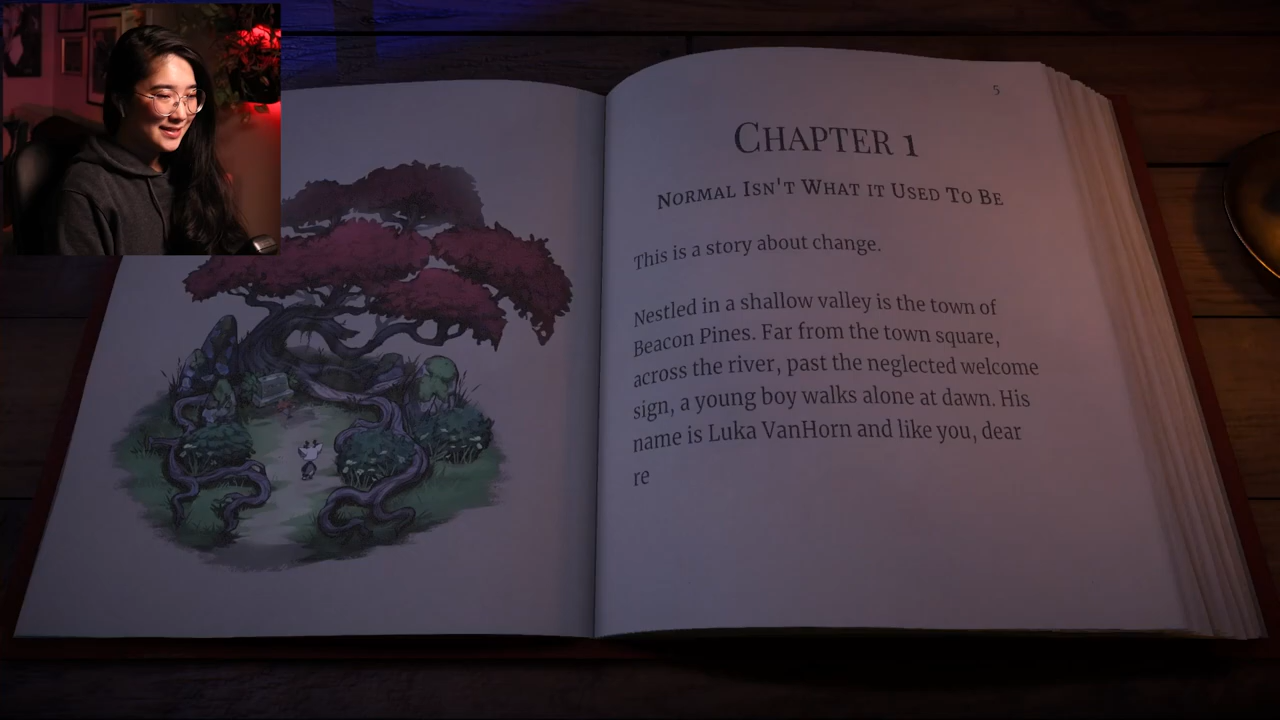 5
Chapter 1
Normal Isn't What it Used To Be
This is a story about change.
Nestled in a shallow valley is the town of
Beacon Pines. Far from the town square,
across the river, past the neglected welcome
sign, a young boy walks alone at dawn. His
name is Luka VanHorn and like you, dear
re